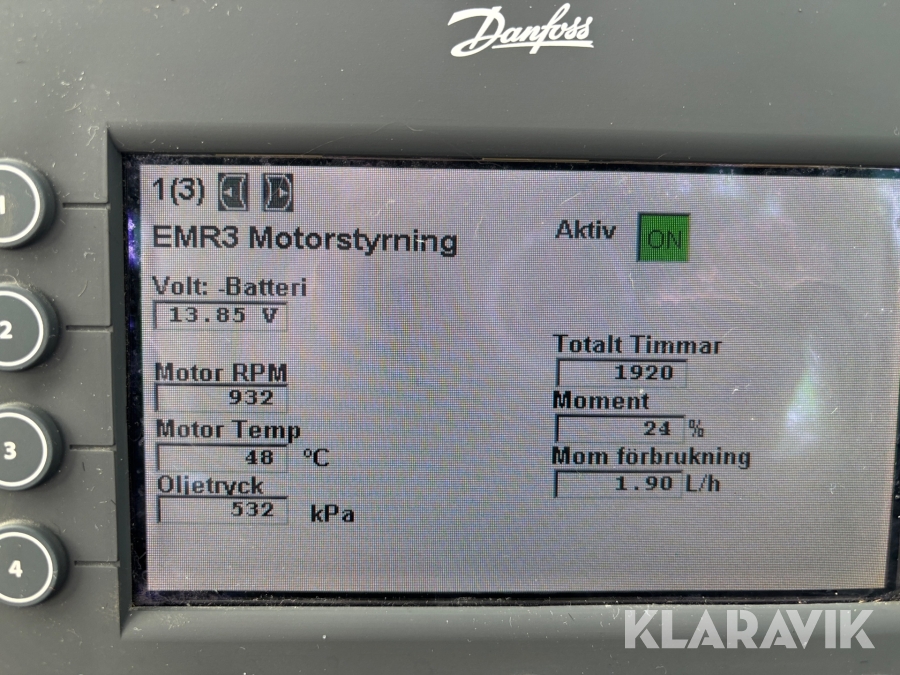 Danfoss
1(3)
EMR3 Motorstyrning
Aktiv ON
Volt: -Batteri
13.85 V
Motor RPM
932
Motor Temp
48 °C
Oljetryck
532 kPa
Totalt Timmar
1920
Moment
24 %
Mom förbrukning
1.90 L/h
1
2
3
4
KLARAVIK